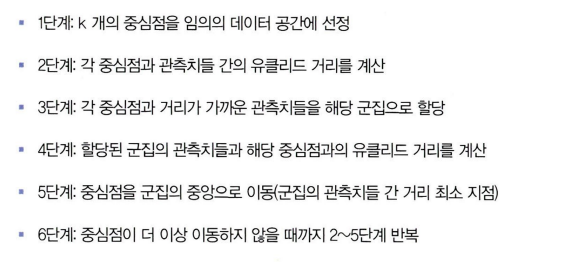 ▪ 1단계: k 개의 중심점을 임의의 데이터 공간에 선정
▪ 2단계: 각 중심점과 관측치들 간의 유클리드 거리를 계산
▪ 3단계: 각 중심점과 거리가 가까운 관측치들을 해당 군집으로 할당
▪ 4단계: 할당된 군집의 관측치들과 해당 중심점과의 유클리드 거리를 계산
▪ 5단계: 중심점을 군집의 중앙으로 이동(군집의 관측치들 간 거리 최소 지점)
▪ 6단계: 중심점이 더 이상 이동하지 않을 때까지 2~5단계 반복